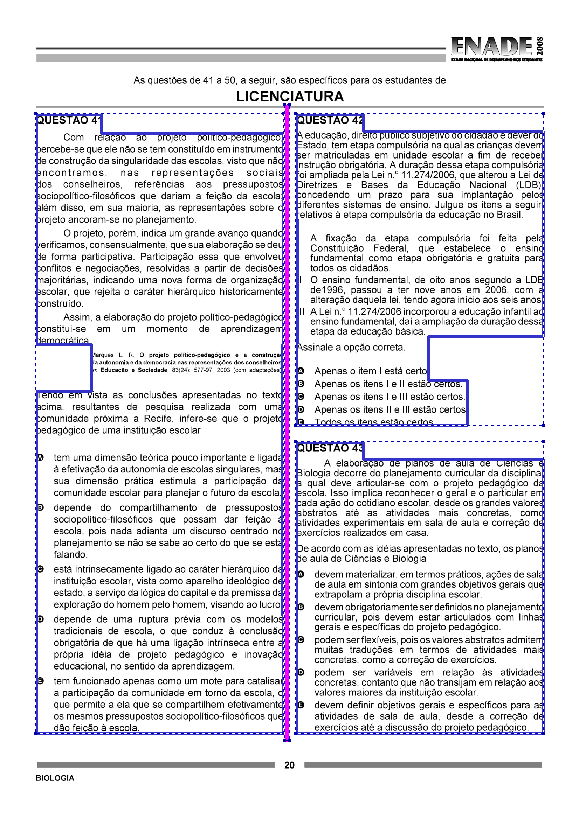 ENADE 2008
EXAME NACIONAL DE DESEMPENHO DOS ESTUDANTES
As questões de 41 a 50, a seguir, são específicos para os estudantes de
LICENCIATURA
QUESTÃO 4
Com relação ao projeto político-pedagógico
percebe-se que ele não se tem constituído em instrumento
de construção da singularidade das escolas, visto que não
encontramos, nas representações sociais
dos conselheiros, referências aos pressupostos
sociopolítico-filosóficos que dariam a feição da escola
além disso, em sua maioria, as representações sobre o
projeto ancoram-se no planejamento.
O projeto, porém, indica um grande avanço quando
verificamos, consensualmente, que sua elaboração se deu
de forma participativa. Participação essa que envolveu
conflitos e negociações, resolvidas a partir de decisões
majoritárias, indicando uma nova forma de organização
escolar, que rejeita o caráter hierárquico historicamente
construído.
Assim, a elaboração do projeto político-pedagógico
constitui-se em um momento de aprendizagem
democrática.
Marques L. R. O projeto político-pedagógico e a construção
da autonomia e da democracia nas representações dos conselheiros
Educação e Sociedade, 83(24), 577-97, 2003 (com adaptações)
Tendo em vista as conclusões apresentadas no texto
acima, resultantes de pesquisa realizada com uma
comunidade próxima a Recife, infere-se que o projeto
pedagógico de uma instituição escolar
A tem uma dimensão teórica pouco importante e ligada
à efetivação da autonomia de escolas singulares, mas
sua dimensão prática estimula a participação da
comunidade escolar para planejar o futuro da escola.
B depende do compartilhamento de pressupostos
sociopolítico-filosóficos que possam dar feição à
escola, pois nada adianta um discurso centrado no
planejamento se não se sabe ao certo do que se está
falando.
C está intrinsecamente ligado ao caráter hierárquico da
instituição escolar, vista como aparelho ideológico de
estado, a serviço da lógica do capital e da premissa da
exploração do homem pelo homem, visando ao lucro.
D depende de uma ruptura prévia com os modelos
tradicionais de escola, o que conduz à conclusão
obrigatória de que há uma ligação intrínseca entre a
própria idéia de projeto pedagógico e inovação
educacional, no sentido da aprendizagem.
E tem funcionado apenas como um mote para catalisar
a participação da comunidade em torno da escola, o
que permite a ela que se compartilhem efetivamente
os mesmos pressupostos sociopolítico-filosóficos que
dão feição à escola.
QUESTÃO 42
A educação, direito público subjetivo do cidadão e dever do
Estado, tem etapa compulsória na qual as crianças devem
ser matriculadas em unidade escolar a fim de receber
instrução obrigatória. A duração dessa etapa compulsória
foi ampliada pela Lei n.º 11.274/2006, que alterou a Lei de
Diretrizes e Bases da Educação Nacional (LDB)
concedendo um prazo para sua implantação pelos
diferentes sistemas de ensino. Julgue os itens a seguir
relativos à etapa compulsória da educação no Brasil.
A fixação da etapa compulsória foi feita pela
Constituição Federal, que estabelece o ensino
fundamental como etapa obrigatória e gratuita para
todos os cidadãos.
I O ensino fundamental, de oito anos segundo a LDB
de1996, passou a ter nove anos em 2006, com a
alteração daquela lei, tendo agora início aos seis anos.
II A Lei n.º 11.274/2006 incorporou a educação infantil ao
ensino fundamental, daí a ampliação da duração dessa
etapa da educação básica.
Assinale a opção correta.
A Apenas o item I está certo
B Apenas os itens I e II estão certos.
C Apenas os itens I e III estão certos.
D Apenas os itens II e III estão certos
E Todos os itens estão certos.
QUESTÃO 43
A elaboração de planos de aula de Ciências e
Biologia decorre do planejamento curricular da disciplina,
a qual deve articular-se com o projeto pedagógico da
escola. Isso implica reconhecer o geral e o particular em
cada ação do cotidiano escolar, desde os grandes valores
abstratos até as atividades mais concretas, como
atividades experimentais em sala de aula e correção de
exercícios realizados em casa.
De acordo com as idéias apresentadas no texto, os planos
de aula de Ciências e Biologia
A devem materializar, em termos práticos, ações de sala
de aula em sintonia com grandes objetivos gerais que
extrapolam a própria disciplina escolar.
B devem obrigatoriamente ser definidos no planejamento
curricular, pois devem estar articulados com linhas
gerais e específicas do projeto pedagógico.
C podem ser flexíveis, pois os valores abstratos admitem
muitas traduções em termos de atividades mais
concretas, como a correção de exercícios.
D podem ser variáveis em relação às atividades
concretas, contanto que não transijam em relação aos
valores maiores da instituição escolar.
E devem definir objetivos gerais e específicos para as
atividades de sala de aula, desde a correção de
exercícios até a discussão do projeto pedagógico.
20
BIOLOGIA